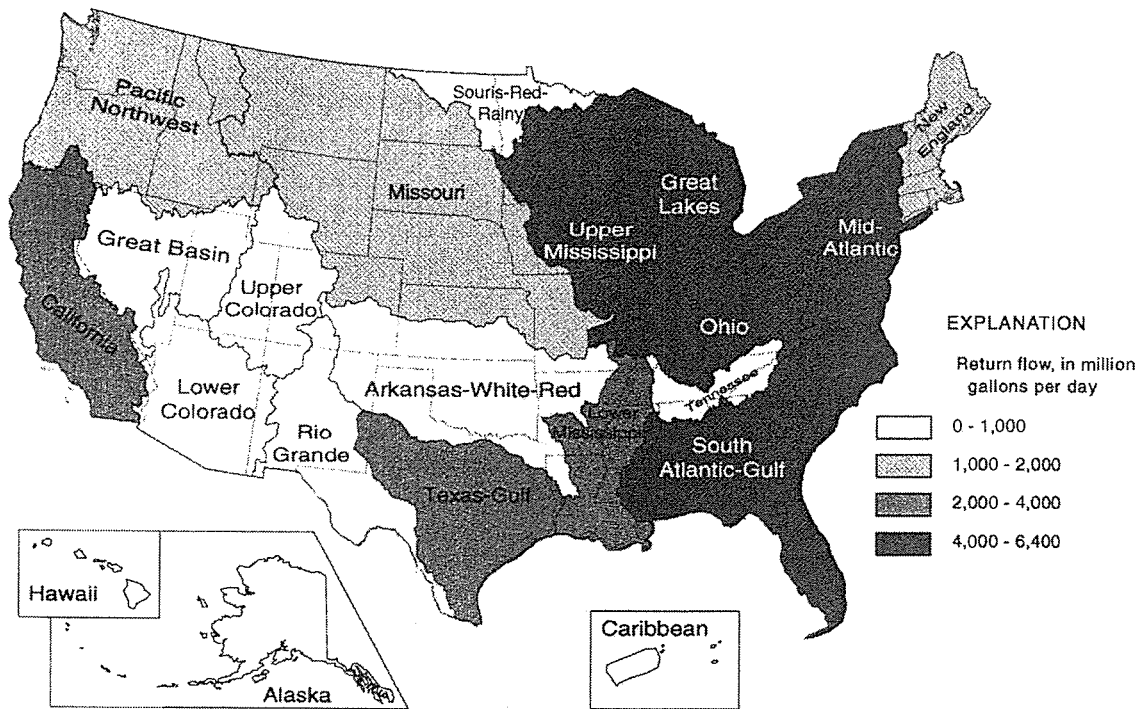 Pacific
Northwest
Souris-Red-
Rainy
New
England
Missouri
Great
Lakes
Upper
Mississippi
Mid-
Atlantic
Great Basin
Upper
Colorado
California
Ohio
Lower
Colorado
Arkansas-White-Red
Tennessee
Rio
Grande
Lower
Mississippi
South
Atlantic-Gulf
Texas-Gulf
EXPLANATION
Return flow, in million
gallons per day
0 - 1,000
1,000 - 2,000
2,000 - 4,000
4,000 - 6,400
Hawaii
Alaska
Caribbean